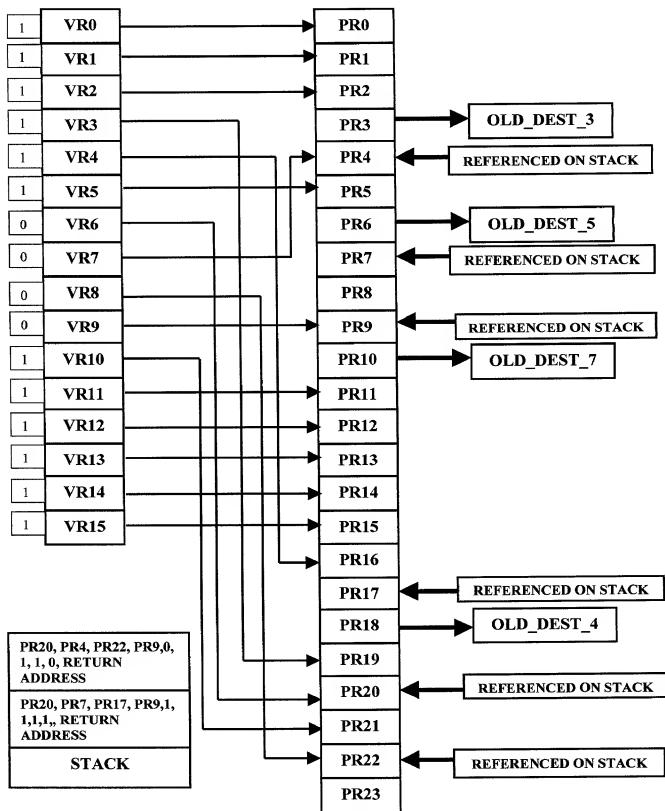 1 VR0 PR0
1 VR1 PR1
1 VR2 PR2
1 VR3 PR3 OLD_DEST_3
1 VR4 PR4 REFERENCED ON STACK
1 VR5 PR5
0 VR6 PR6 OLD_DEST_5
0 VR7 PR7 REFERENCED ON STACK
0 VR8 PR8
0 VR9 PR9 REFERENCED ON STACK
1 VR10 PR10 OLD_DEST_7
1 VR11 PR11
1 VR12 PR12
1 VR13 PR13
1 VR14 PR14
1 VR15 PR15
PR16
PR17 REFERENCED ON STACK
PR18 OLD_DEST_4
PR19
PR20 REFERENCED ON STACK
PR21
PR22 REFERENCED ON STACK
PR23
PR20, PR4, PR22, PR9,0,
1, 1, 0, RETURN
ADDRESS
PR20, PR7, PR17, PR9,1
1,1,1,, RETURN
ADDRESS
STACK